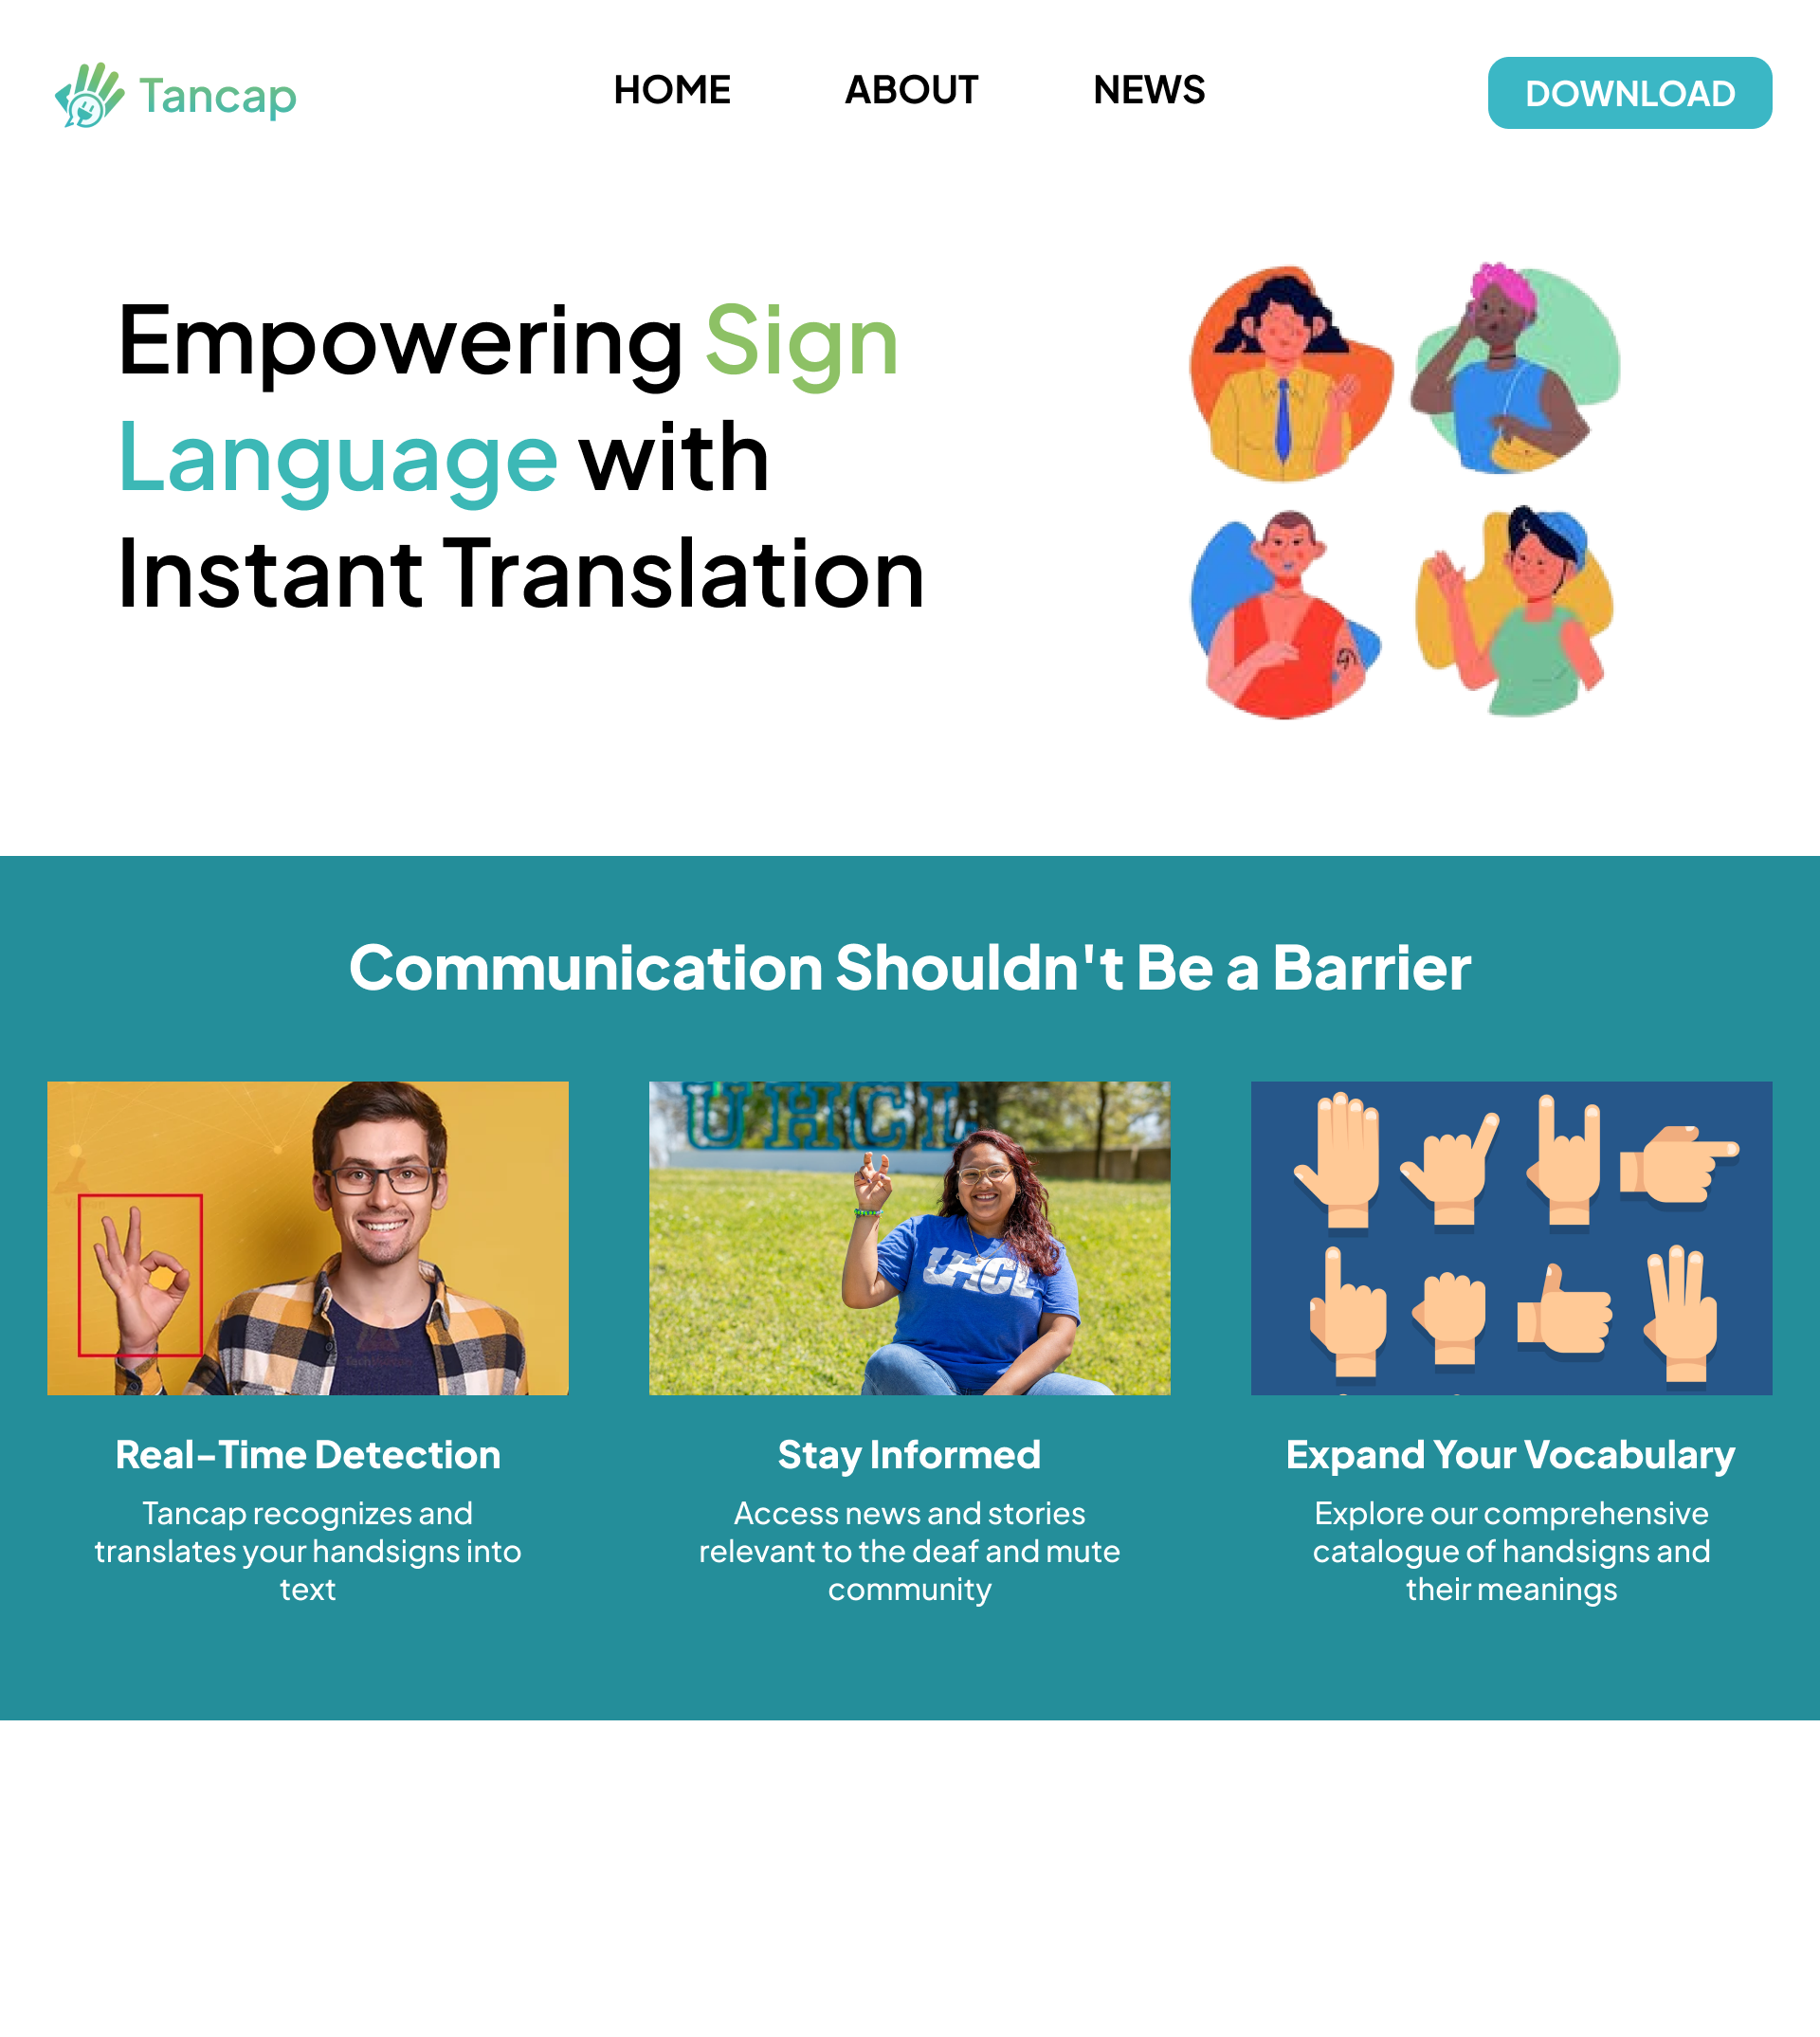 Tancap
HOME
ABOUT
NEWS
DOWNLOAD
Empowering Sign
Language with
Instant Translation
Communication Shouldn't Be a Barrier
UHCL
UHCL
Real-Time Detection
Tancap recognizes and
translates your handsigns into
text
Stay Informed
Access news and stories
relevant to the deaf and mute
community
Expand Your Vocabulary
Explore our comprehensive
catalogue of handsigns and
their meanings